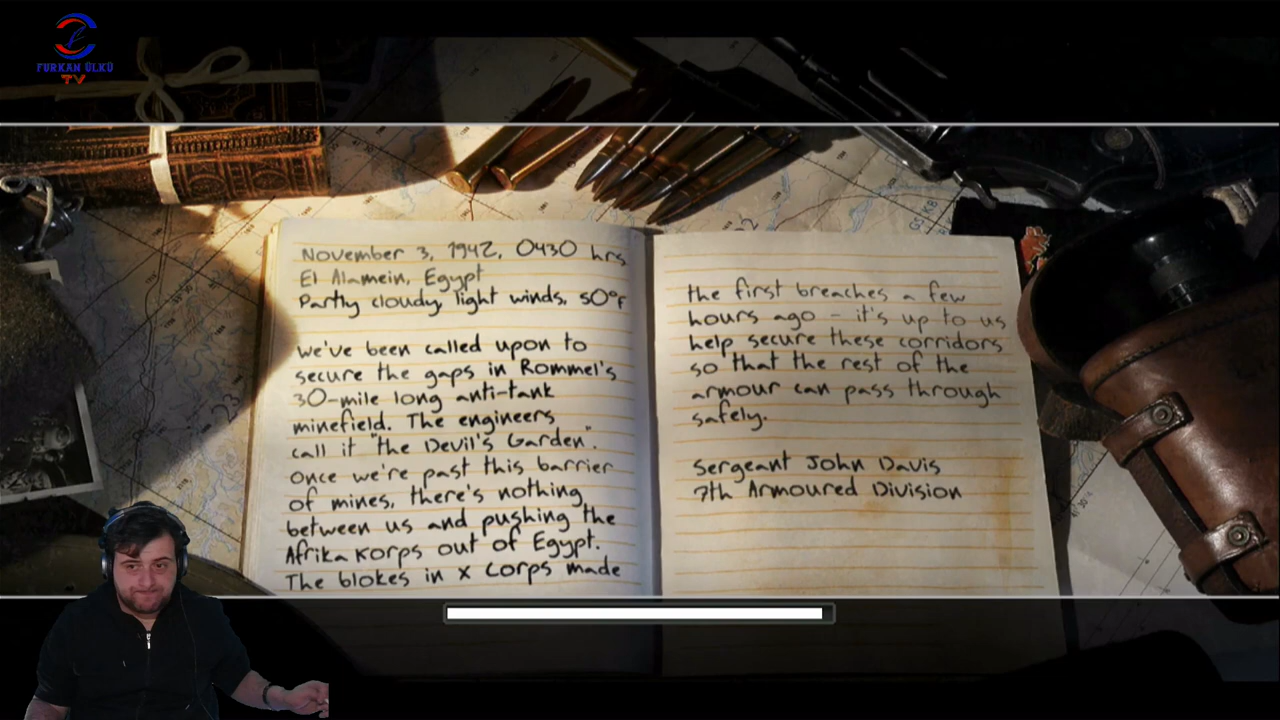 FURKAN ÜLKÜ
TV
November 3, 1942, 0430 hrs
El Alamein, Egypt
Partly cloudy, light winds, 50°F
We've been called upon to
secure the gaps in Rommel's
30-mile long anti-tank
minefield. The engineers
call it "the Devil's Garden".
Once we're past this barrier
of mines, there's nothing
between us and pushing the
Afrika Korps out of Egypt.
The blokes in X Corps made
the first breaches a few
hours ago - it's up to us
help secure these corridors
so that the rest of the
armour can pass through
safely.
Sergeant John Davis
7th Armoured Division